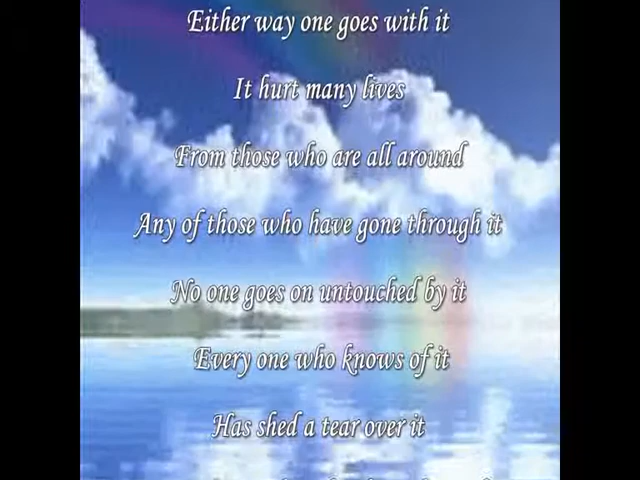 Either way one goes with it
It hurt many lives
From those who are all around
Any of those who have gone through it
No one goes on untouched by it
Every one who knows of it
Has shed a tear over it